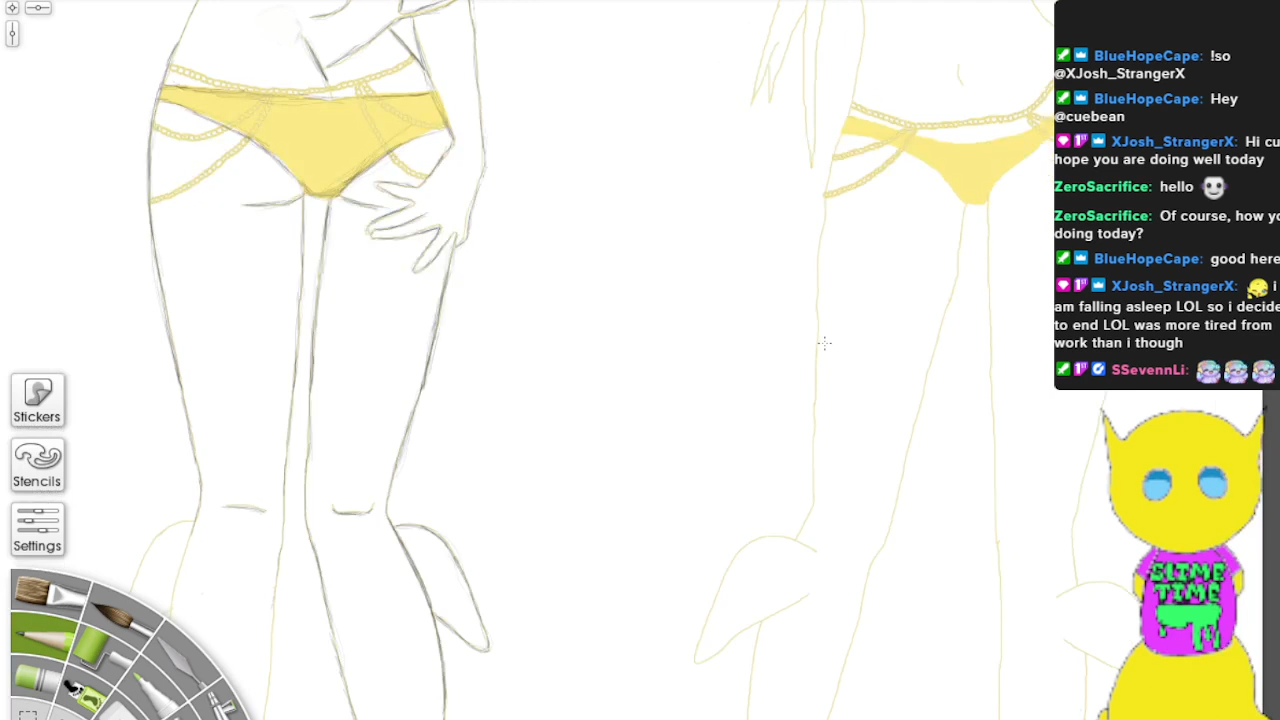 BlueHopeCape: !so
@XJosh_StrangerX
BlueHopeCape: Hey
@cuebean
XJosh_StrangerX: Hi cu
hope you are doing well today
ZeroSacrifice: hello
ZeroSacrifice: Of course, how yo
doing today?
BlueHopeCape: good here
XJosh_StrangerX: i
am falling asleep LOL so i decide
to end LOL was more tired from
work than i though
SSevennLi:
Stickers
Stencils
Settings
SLIME
TIME